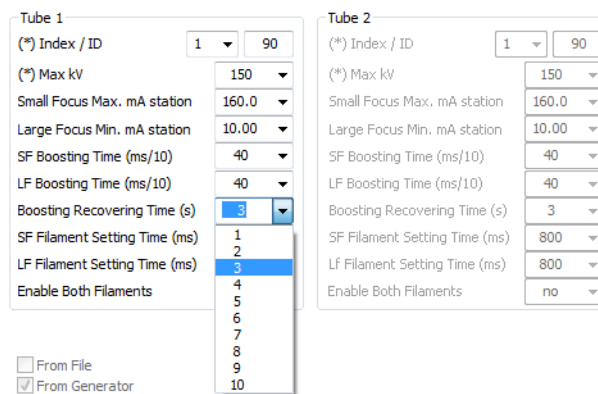 Tube 1
(*) Index / ID 1 90
(*) Max kV 150
Small Focus Max. mA station 160.0
Large Focus Min. mA station 10.00
SF Boosting Time (ms/10) 40
LF Boosting Time (ms/10) 40
Boosting Recovering Time (s) 3
SF Filament Setting Time (ms)
LF Filament Setting Time (ms)
Enable Both Filaments
1
2
3
4
5
6
7
8
9
10
Tube 2
(*) Index / ID 1 90
(*) Max kV 150
Small Focus Max. mA station 160.0
Large Focus Min. mA station 10.00
SF Boosting Time (ms/10) 40
LF Boosting Time (ms/10) 40
Boosting Recovering Time (s) 3
SF Filament Setting Time (ms) 800
Lf Filament Setting Time (ms) 800
Enable Both Filaments no
From File
From Generator